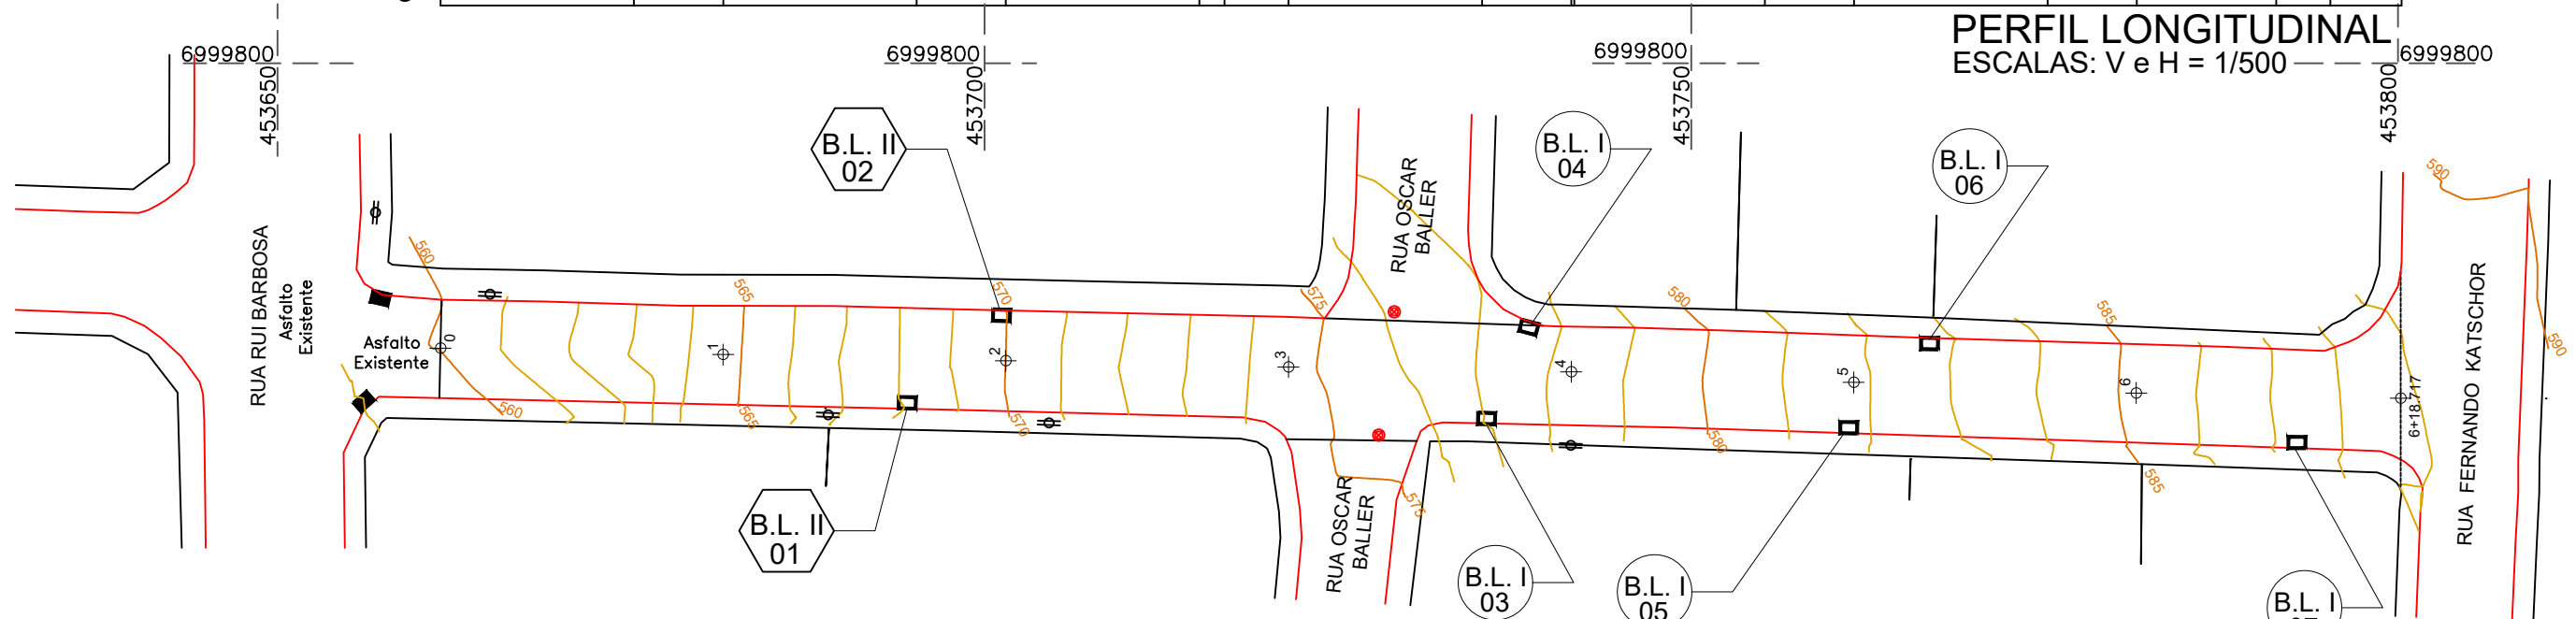 PERFIL LONGITUDINAL
ESCALAS: V e H = 1/500
6999800
6999800
6999800
6999800
453650
453700
453750
453800
B.L. II
02
B.L. I
04
B.L. I
06
590
RUA OSCAR
BALLER
RUA RUI BARBOSA
Asfalto
Existente
560
565
570
575
580
585
590
Asfalto
Existente
0
1
2
3
4
5
6
6+18.717
RUA FERNANDO KATSCHOR
560
565
570
575
580
585
RUA OSCAR
BALLER
B.L. II
01
B.L. I
03
B.L. I
05
B.L. I